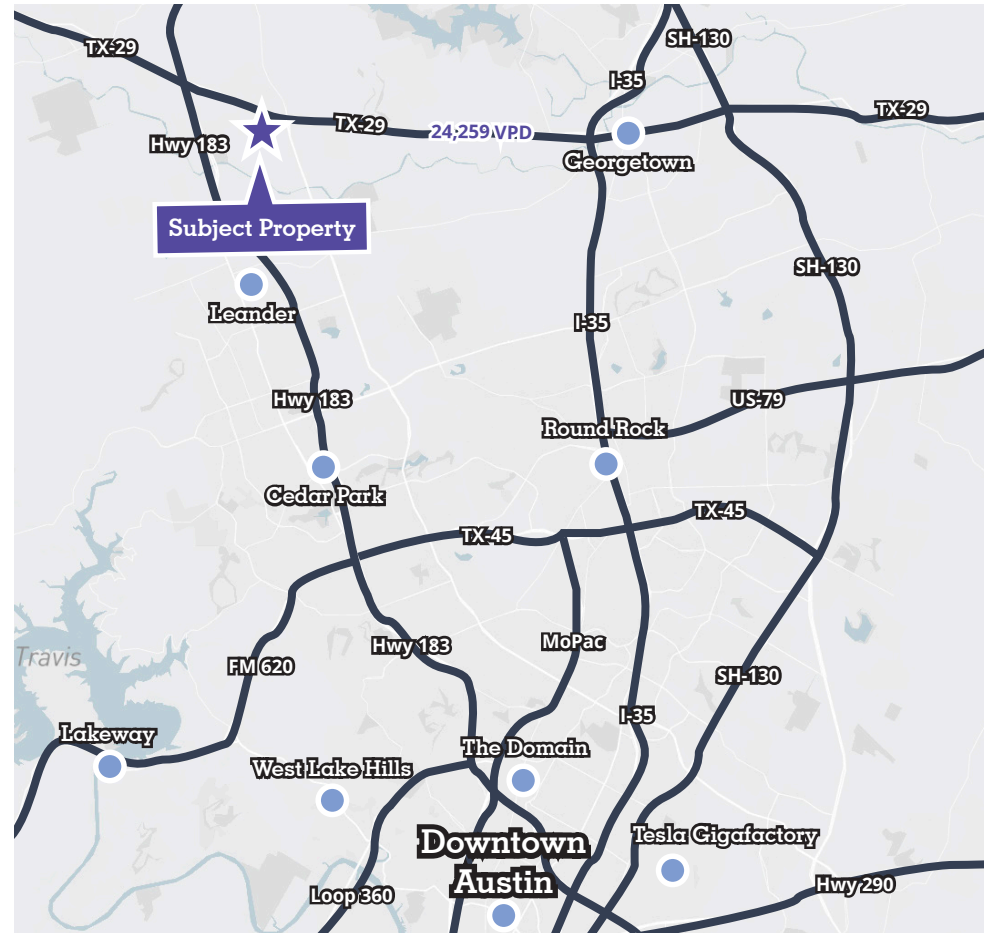 SH-130
TX-29
I-35
TX-29
TX-29
24,259 VPD
Hwy 183
Georgetown
Subject Property
SH-130
Leander
I-35
Hwy 183
US-79
Round Rock
Cedar Park
TX-45
TX-45
MoPac
Hwy 183
Travis
FM 620
SH-130
I-35
Lakeway
The Domain
West Lake Hills
Tesla Gigafactory
Downtown
Austin
Hwy 290
Loop 360